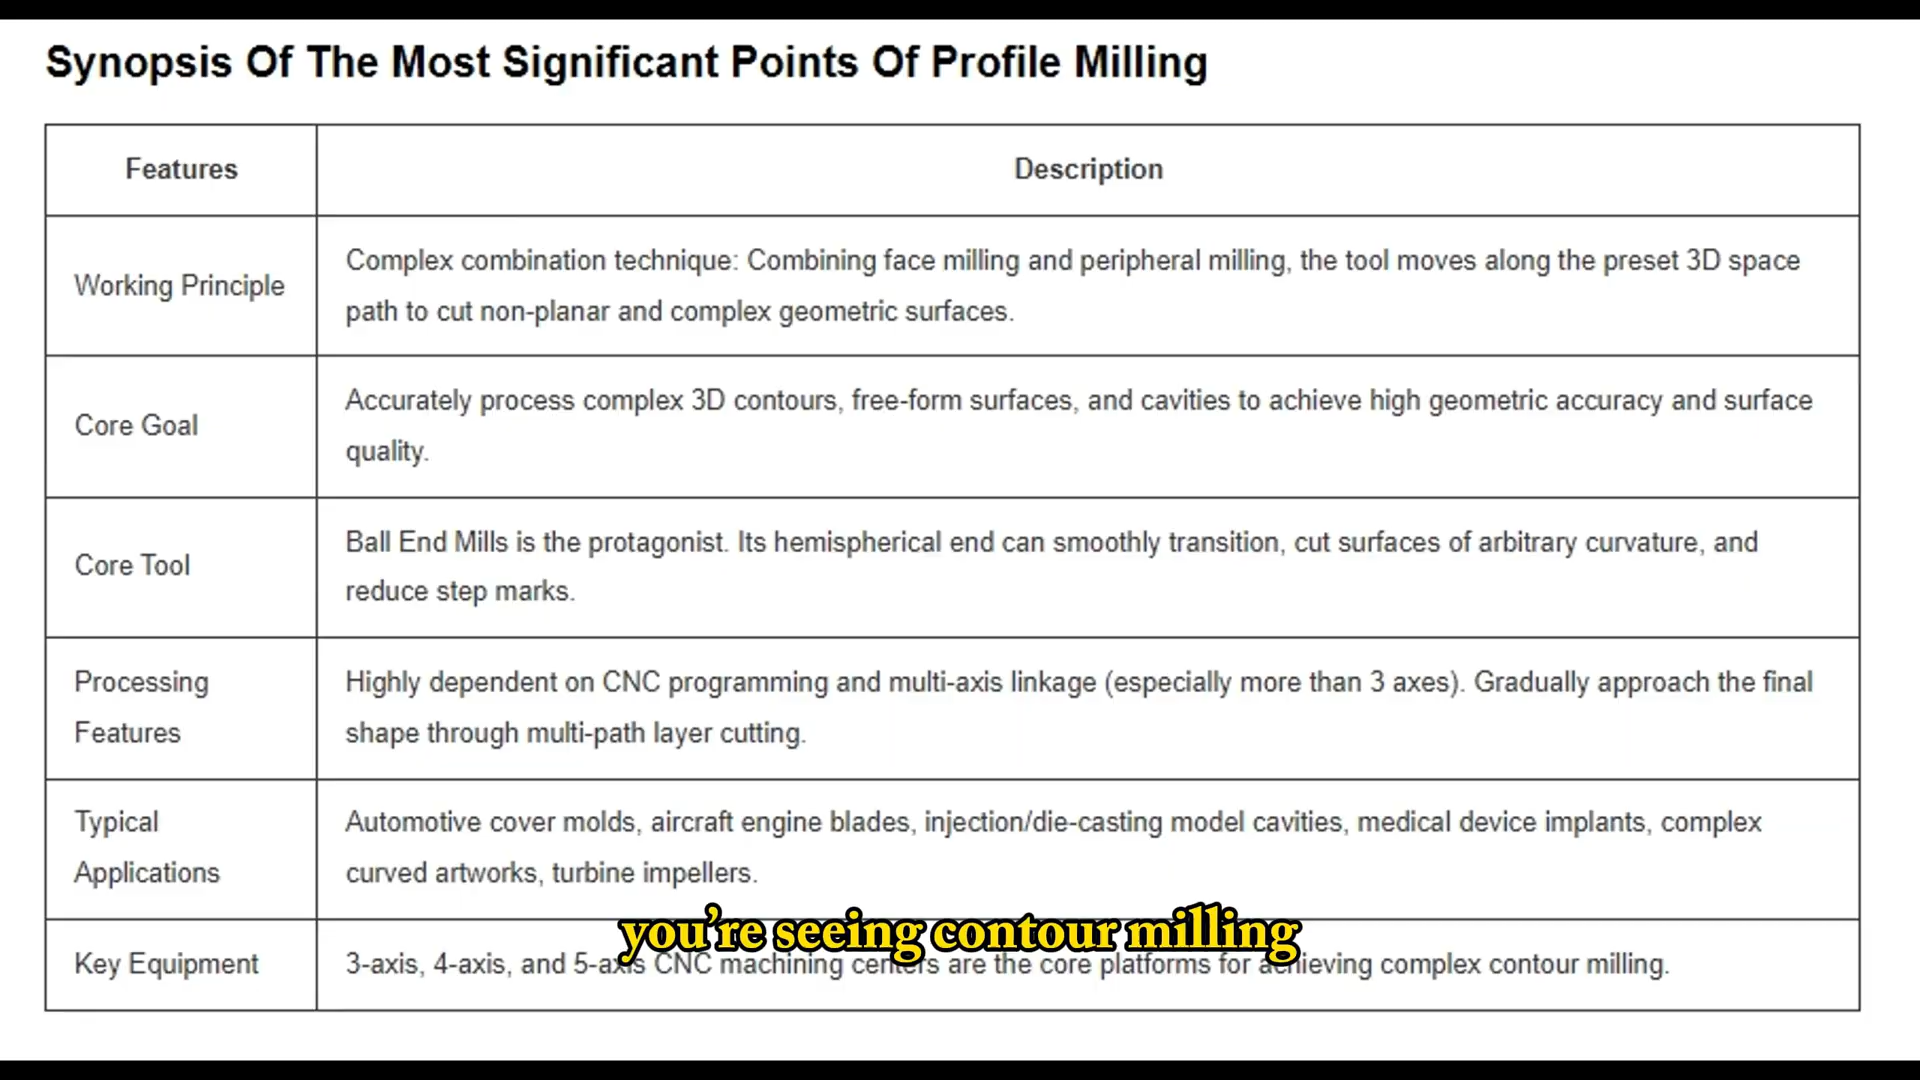 Synopsis Of The Most Significant Points Of Profile Milling
Features
Description
Working Principle
Complex combination technique: Combining face milling and peripheral milling, the tool moves along the preset 3D space
path to cut non-planar and complex geometric surfaces.
Core Goal
Accurately process complex 3D contours, free-form surfaces, and cavities to achieve high geometric accuracy and surface
quality.
Core Tool
Ball End Mills is the protagonist. Its hemispherical end can smoothly transition, cut surfaces of arbitrary curvature, and
reduce step marks.
Processing
Features
Highly dependent on CNC programming and multi-axis linkage (especially more than 3 axes). Gradually approach the final
shape through multi-path layer cutting.
Typical
Applications
Automotive cover molds, aircraft engine blades, injection/die-casting model cavities, medical device implants, complex
curved artworks, turbine impellers.
you're seeing contour milling
Key Equipment
3-axis, 4-axis, and 5-axis CNC machining centers are the core platforms for achieving complex contour milling.